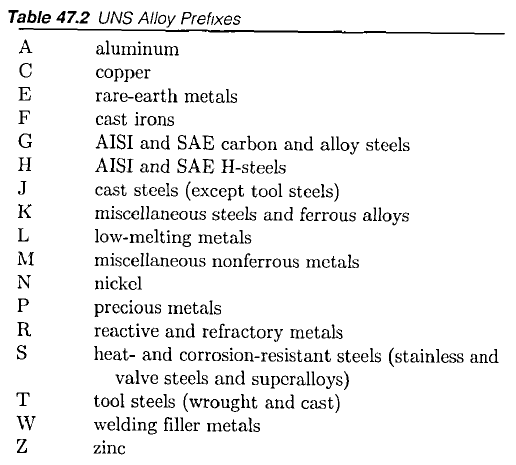 Table 47.2 UNS Alloy Prefixes
A aluminum
C copper
E rare-earth metals
F cast irons
G AISI and SAE carbon and alloy steels
H AISI and SAE H-steels
J cast steels (except tool steels)
K miscellaneous steels and ferrous alloys
L low-melting metals
M miscellaneous nonferrous metals
N nickel
P precious metals
R reactive and refractory metals
S heat- and corrosion-resistant steels (stainless and
valve steels and superalloys)
T tool steels (wrought and cast)
W welding filler metals
Z zinc